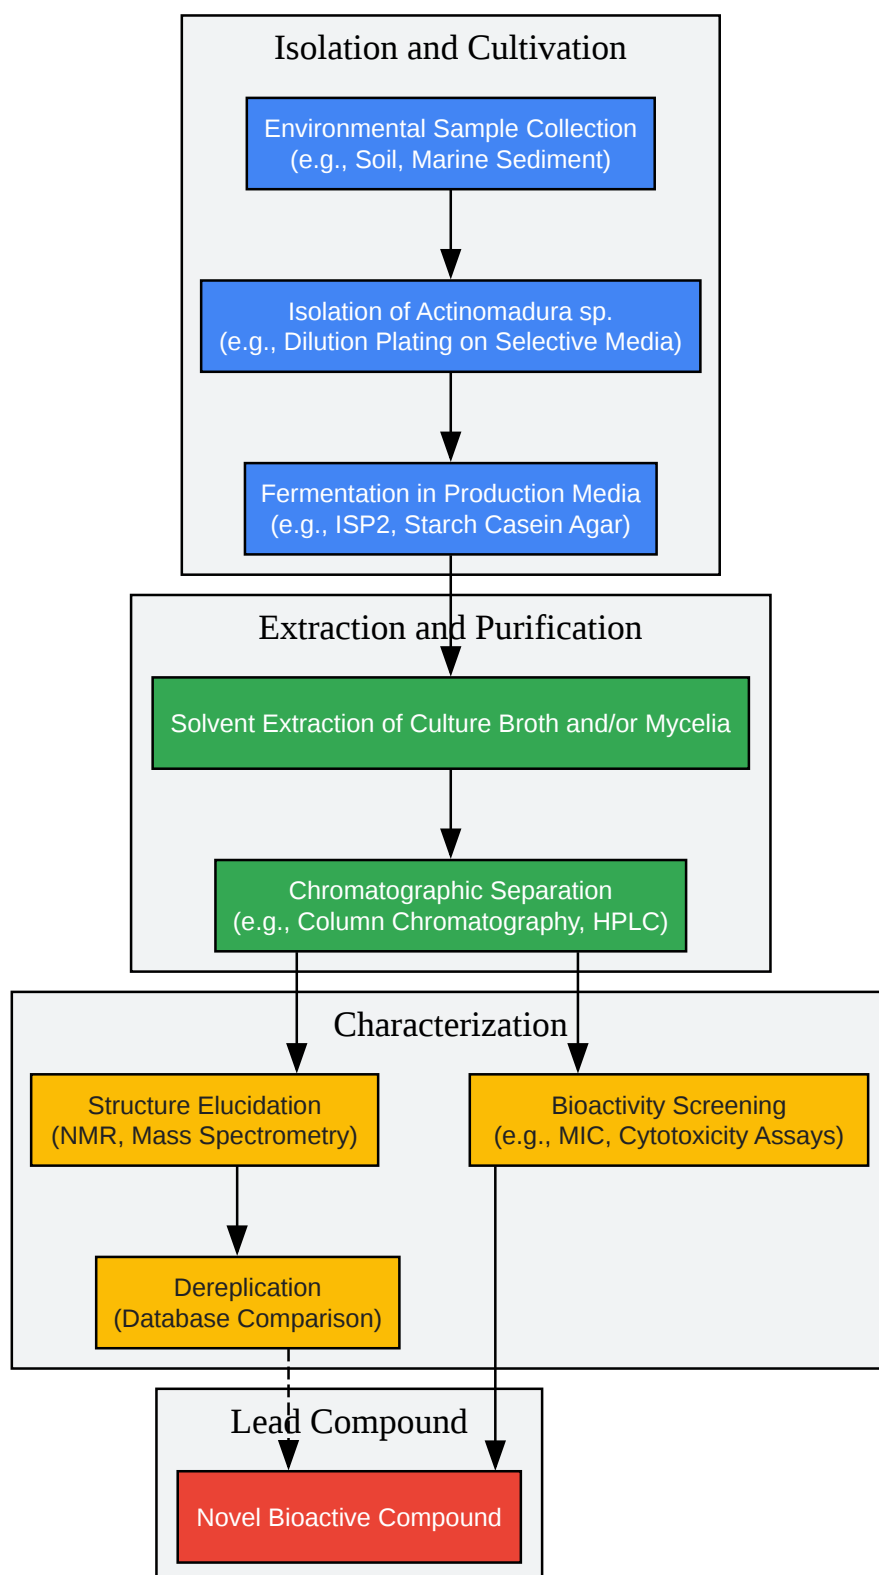 Isolation and Cultivation
Environmental Sample Collection
(e.g., Soil, Marine Sediment)
Isolation of Actinomadura sp.
(e.g., Dilution Plating on Selective Media)
Fermentation in Production Media
(e.g., ISP2, Starch Casein Agar)
Extraction and Purification
Solvent Extraction of Culture Broth and/or Mycelia
Chromatographic Separation
(e.g., Column Chromatography, HPLC)
Characterization
Structure Elucidation
(NMR, Mass Spectrometry)
Bioactivity Screening
(e.g., MIC, Cytotoxicity Assays)
Dereplication
(Database Comparison)
Lead Compound
Novel Bioactive Compound